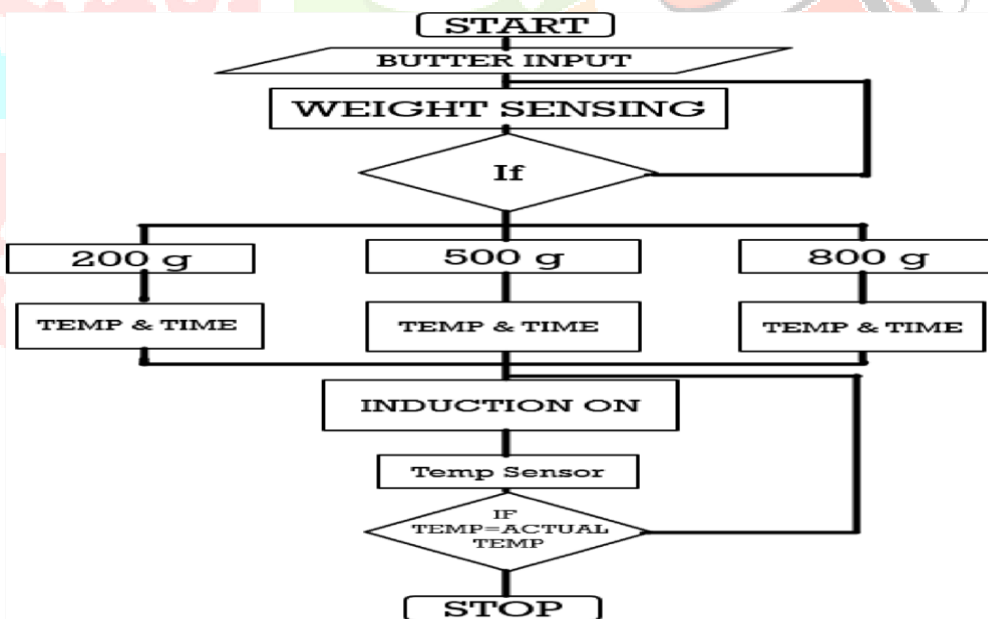 START
BUTTER INPUT
WEIGHT SENSING
If
200 g
500 g
800 g
TEMP & TIME
TEMP & TIME
TEMP & TIME
INDUCTION ON
Temp Sensor
IF
TEMP=ACTUAL
TEMP
STOP